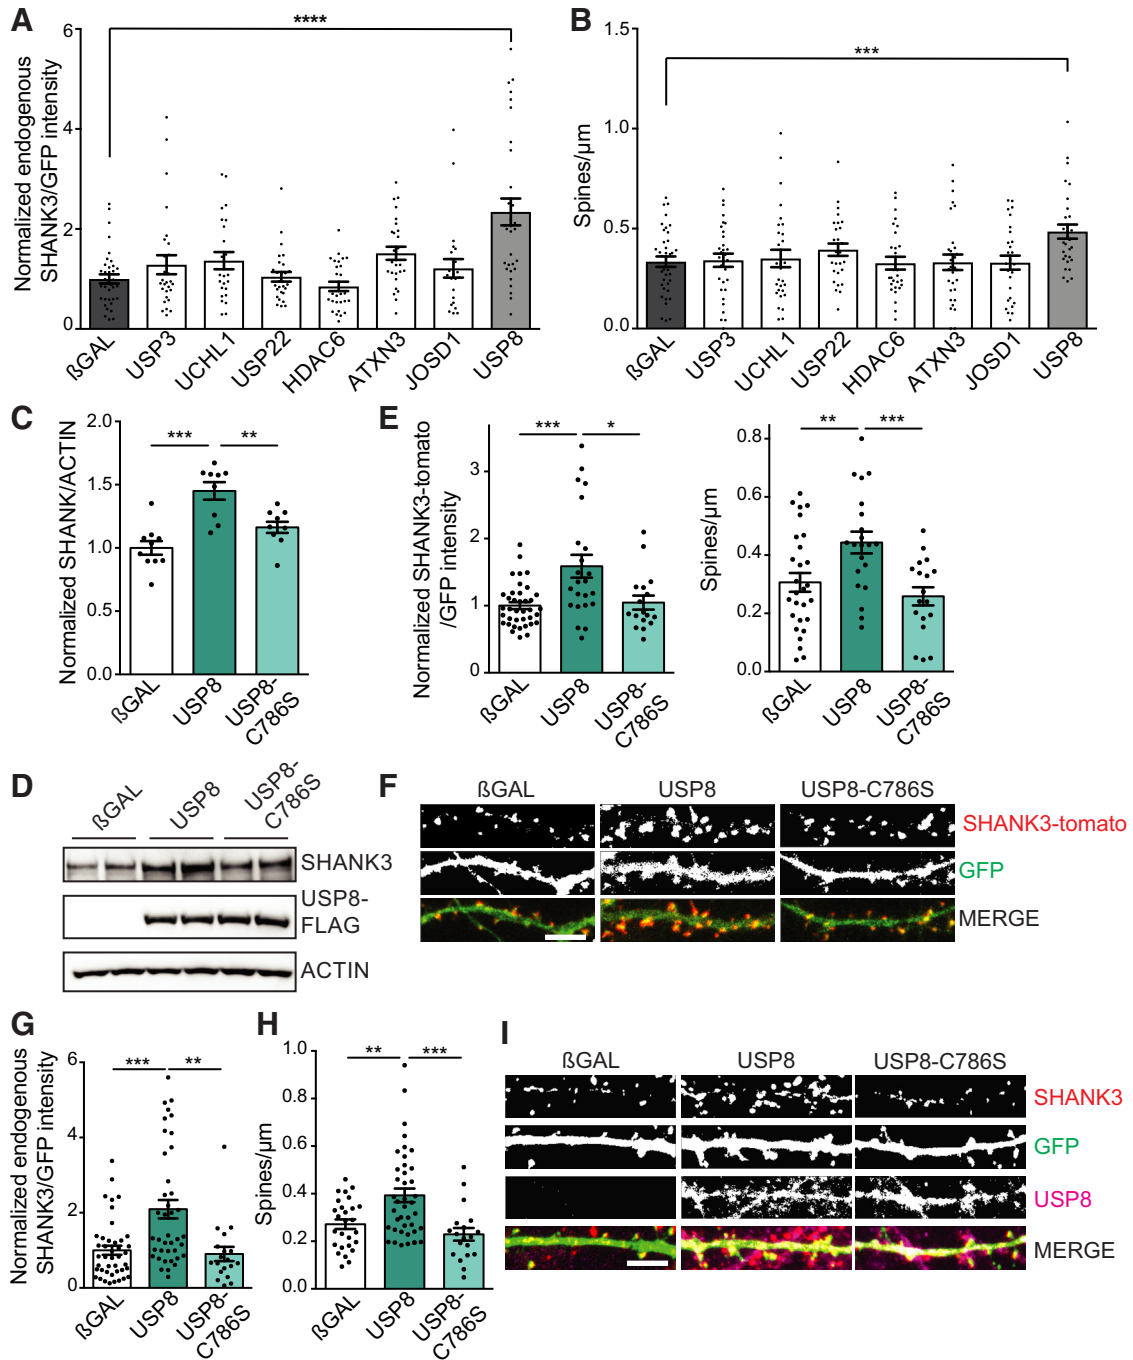 A
Normalized endogenous
SHANK3/GFP intensity
6
4
2
0
****
ßGAL
USP3
UCHL1
USP22
HDAC6
ATXN3
JOSD1
USP8
B
Spines/µm
1.5
1.0
0.5
0.0
***
ßGAL
USP3
UCHL1
USP22
HDAC6
ATXN3
JOSD1
USP8
C
Normalized SHANK/ACTIN
2.0
1.5
1.0
0.5
0.0
*** **
ßGAL
USP8
USP8-
C786S
E
Normalized SHANK3-tomato
/GFP intensity
3
2
1
0
*** *
ßGAL
USP8
USP8-
C786S
Spines/µm
0.8
0.6
0.4
0.2
0.0
** ***
ßGAL
USP8
USP8-
C786S
D
ßGAL
USP8
USP8-
C786S
SHANK3
USP8-
FLAG
ACTIN
F
ßGAL USP8 USP8-C786S
SHANK3-tomato
GFP
MERGE
G
Normalized endogenous
SHANK3/GFP intensity
6
4
2
0
*** **
ßGAL
USP8
USP8-
C786S
H
Spines/µm
1.0
0.8
0.6
0.4
0.2
0.0
** ***
ßGAL
USP8
USP8-
C786S
I
ßGAL USP8 USP8-C786S
SHANK3
GFP
USP8
MERGE